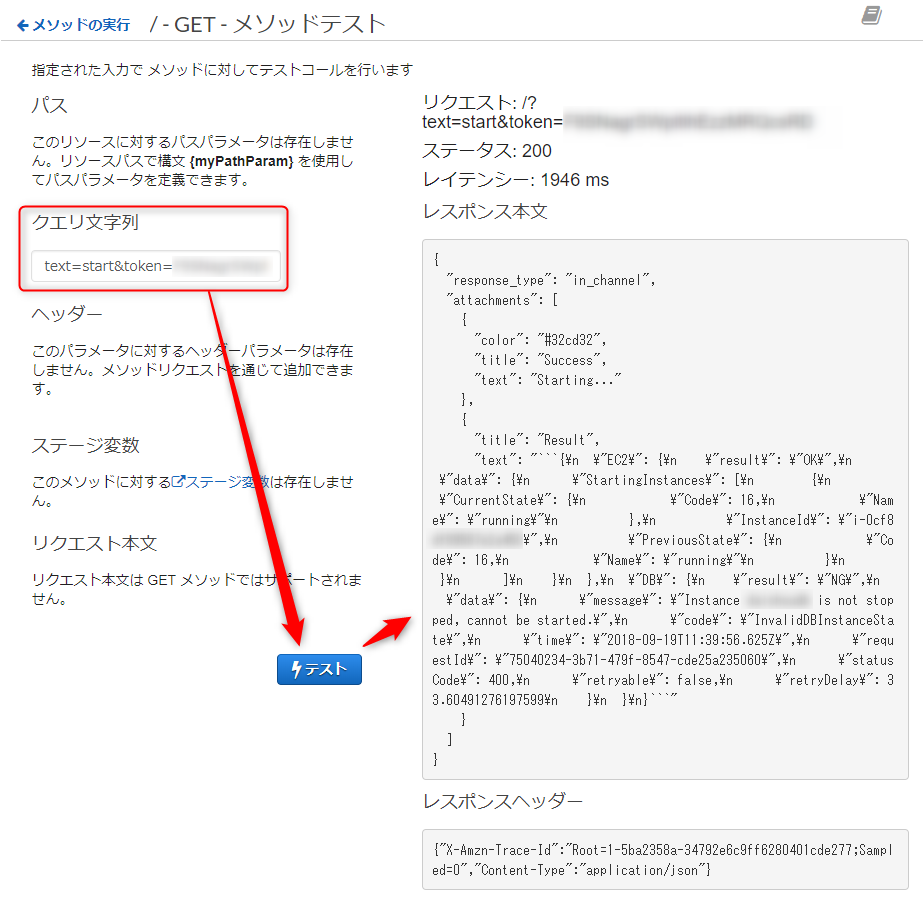 メソッドの実行 / - GET - メソッドテスト
指定された入力で メソッドに対してテストコールを行います
パス
このリソースに対するパスパラメータは存在しませ
ん。リソースパスで構文 {myPathParam} を使用し
てパスパラメータを定義できます。
クエリ文字列
text=start&token=
ヘッダー
このパラメータに対するヘッダーパラメータは存在
しません。メソッドリクエストを通じて追加できま
す。
ステージ変数
このメソッドに対するステージ変数は存在しませ
ん。
リクエスト本文
リクエスト本文は GET メソッドではサポートされま
せん。
テスト
リクエスト: /?
text=start&token=
ステータス: 200
レイテンシー: 1946 ms
レスポンス本文
{
  "response_type": "in_channel",
  "attachments": [
    {
      "color": "#32cd32",
      "title": "Success",
      "text": "Starting..."
    },
    {
      "title": "Result",
      "text": "```{¥n  ¥"EC2¥": {¥n    ¥"result¥": ¥"OK¥",¥n
 ¥"data¥": {¥n      ¥"StartingInstances¥": [¥n        {¥n
 ¥"CurrentState¥": {¥n            ¥"Code¥": 16,¥n            ¥"Nam
e¥": ¥"running¥"¥n          },¥n          ¥"InstanceId¥": ¥"i-0cf8
¥",¥n          ¥"PreviousState¥": {¥n            ¥"Co
de¥": 16,¥n            ¥"Name¥": ¥"running¥"¥n          }¥n
 }¥n      ]¥n    }¥n  },¥n  ¥"DB¥": {¥n    ¥"result¥": ¥"NG¥",¥n
 ¥"data¥": {¥n      ¥"message¥": ¥"Instance is not stop
ped, cannot be started.¥",¥n      ¥"code¥": ¥"InvalidDBInstanceSta
te¥",¥n      ¥"time¥": ¥"2018-09-19T11:39:56.625Z¥",¥n      ¥"requ
estId¥": ¥"75040234-3b71-479f-8547-cde25a235060¥",¥n      ¥"status
Code¥": 400,¥n      ¥"retryable¥": false,¥n      ¥"retryDelay¥": 3
3.60491276197599¥n    }¥n  }¥n}```"
    }
  ]
}
レスポンスヘッダー
{"X-Amzn-Trace-Id":"Root=1-5ba2358a-34792e6c9ff6280401cde277;Sampl
ed=0","Content-Type":"application/json"}